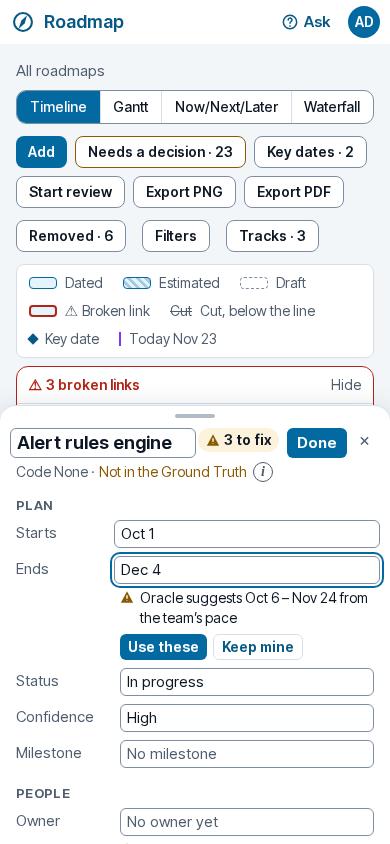 Roadmap
Ask
AD
All roadmaps
Timeline Gantt Now/Next/Later Waterfall
Add Needs a decision · 23 Key dates · 2
Start review Export PNG Export PDF
Removed · 6 Filters Tracks · 3
Dated Estimated Draft
⚠ Broken link Cut Cut, below the line
Key date Today Nov 23
⚠ 3 broken links Hide
Alert rules engine 3 to fix Done ×
Code None · Not in the Ground Truth i
PLAN
Starts Oct 1
Ends Dec 4
Oracle suggests Oct 6 – Nov 24 from
the team's pace
Use these Keep mine
Status In progress
Confidence High
Milestone No milestone
PEOPLE
Owner No owner yet